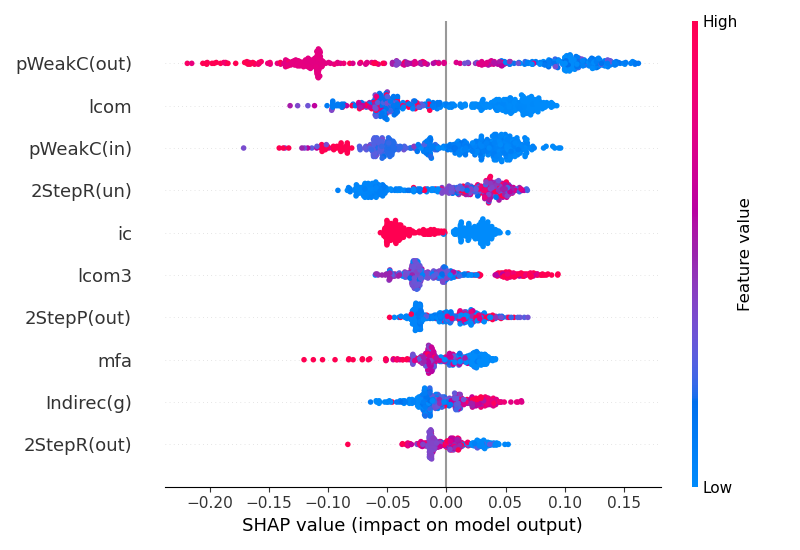 High
pWeakC(out)
lcom
pWeakC(in)
2StepR(un)
ic
lcom3
2StepP(out)
mfa
Indirec(g)
2StepR(out)
Feature value
Low
−0.20 −0.15 −0.10 −0.05 0.00 0.05 0.10 0.15
SHAP value (impact on model output)